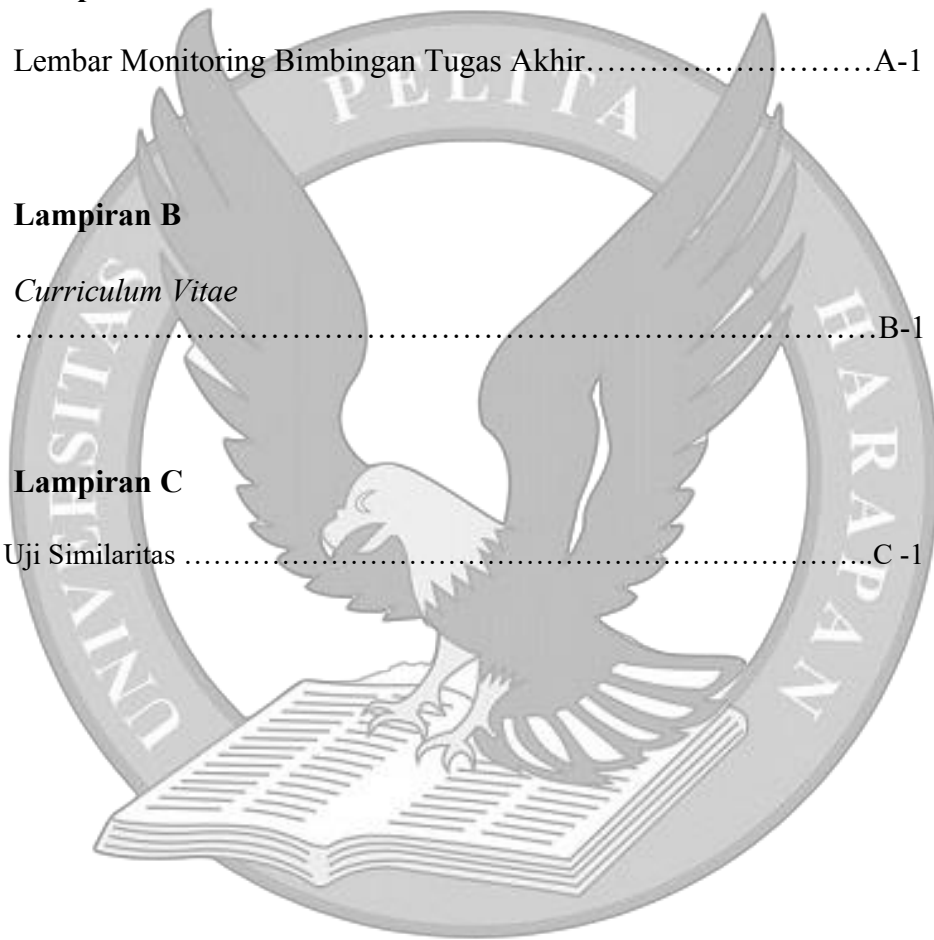 Lembar Monitoring Bimbingan Tugas Akhir………………………A-1
PELITA
Lampiran B
Curriculum Vitae
………………………………………………………………... ………B-1
HARAPAN
UNIVERSITAS
Lampiran C
Uji Similaritas ……………………………………………………………..C -1